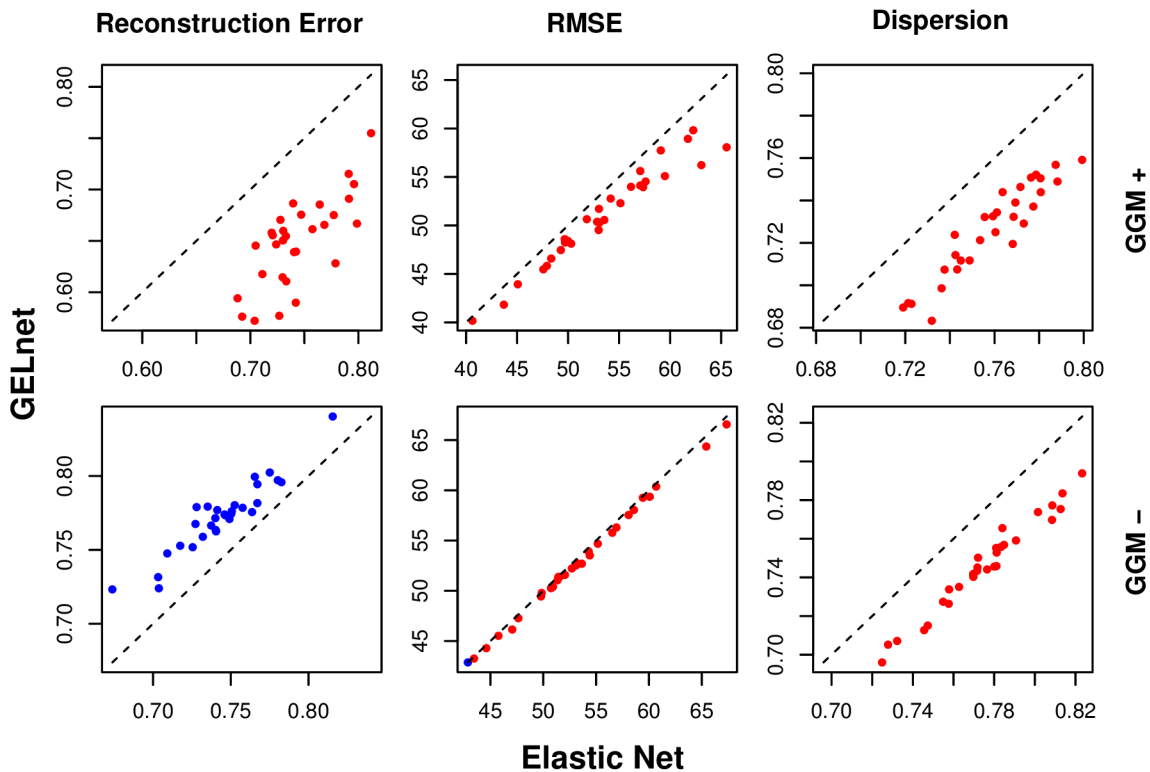 Reconstruction Error
RMSE
Dispersion
0.60 0.70 0.80
0.60 0.70 0.80
40 45 50 55 60 65
40 45 50 55 60 65
0.68 0.72 0.76 0.80
0.68 0.72 0.76 0.80
GGM +
GELnet
0.70 0.75 0.80
0.70 0.75 0.80
45 50 55 60 65
45 50 55 60 65
0.70 0.74 0.78 0.82
0.70 0.74 0.78 0.82
GGM −
Elastic Net